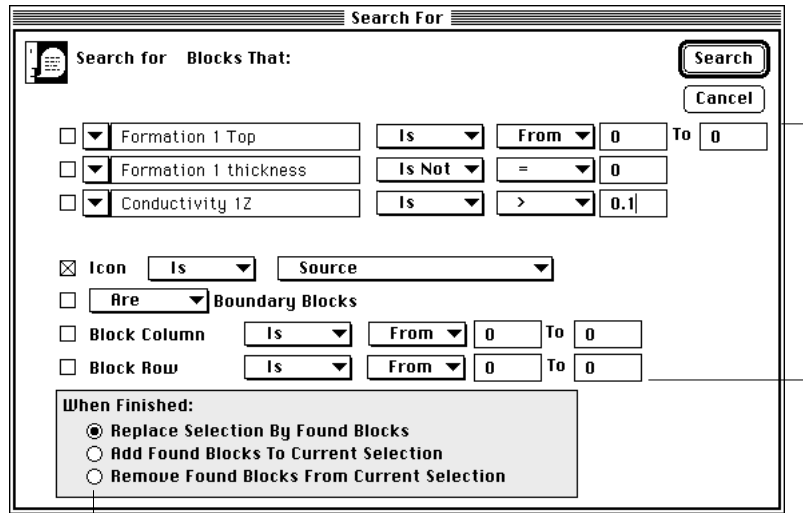 Search For
Search for Blocks That:
Search
Cancel
Formation 1 Top Is From 0 To 0
Formation 1 thickness Is Not = 0
Conductivity 1Z Is > 0.1
Icon Is Source
Are Boundary Blocks
Block Column Is From 0 To 0
Block Row Is From 0 To 0
When Finished:
Replace Selection By Found Blocks
Add Found Blocks To Current Selection
Remove Found Blocks From Current Selection